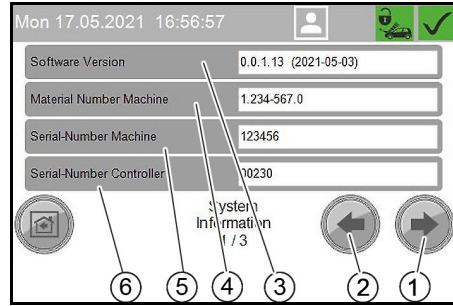 Mon 17.05.2021 16:56:57
Software Version 0.0.1.13 (2021-05-03)
Material Number Machine 1.234-567.0
Serial-Number Machine 123456
Serial-Number Controller 00230
System
Information
1 / 3
6 5 4 3 2 1